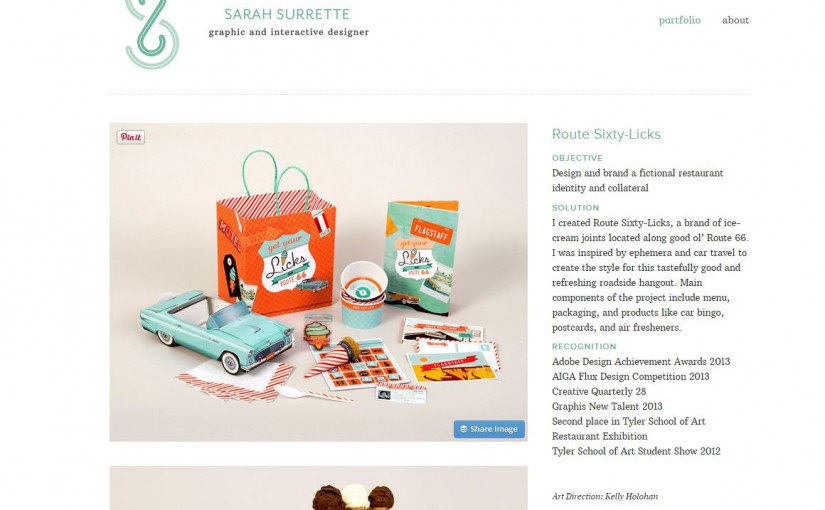 SARAH SURRETTE
graphic and interactive designer
portfolio about
Pin it
Route Sixty-Licks
OBJECTIVE
Design and brand a fictional restaurant
identity and collateral
SOLUTION
I created Route Sixty-Licks, a brand of ice-
cream joints located along good ol' Route 66.
I was inspired by ephemera and car travel to
create the style for this tastefully good and
refreshing roadside hangout. Main
components of the project include menu,
packaging, and products like car bingo,
postcards, and air fresheners.
RECOGNITION
Adobe Design Achievement Awards 2013
AIGA Flux Design Competition 2013
Creative Quarterly 28
Graphis New Talent 2013
Second place in Tyler School of Art
Restaurant Exhibition
Tyler School of Art Student Show 2012
Art Direction: Kelly Holohan
MOTEL
get your
Licks
ON
ROUTE 66
FLAGSTAFF
get your
Licks
ROUTE 66
FLAGSTAFF
Share Image